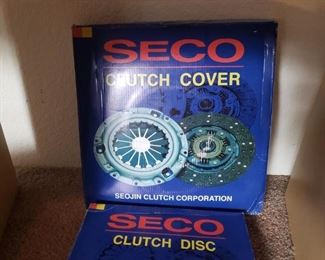 SECO
CLUTCH COVER
SEOJIN CLUTCH CORPORATION
SECO
CLUTCH DISC